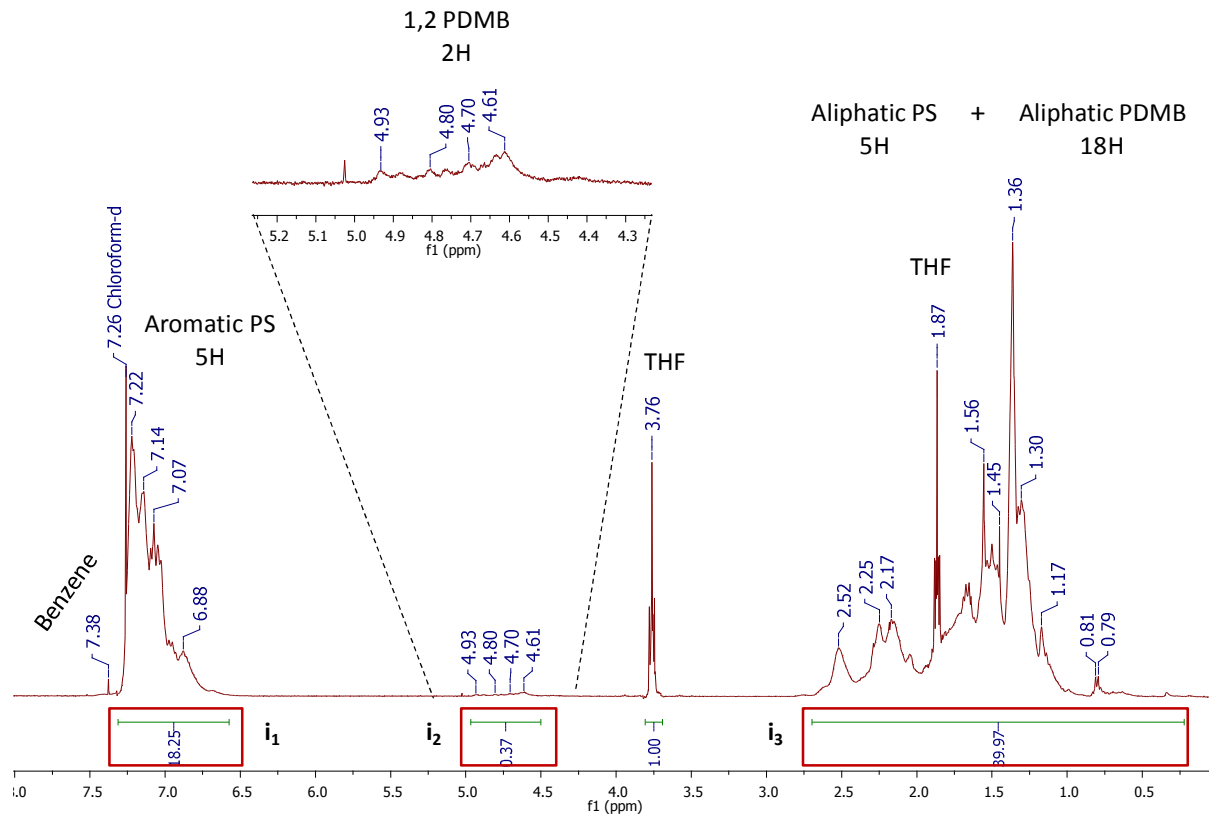 1,2 PDMB
2H
4.93
4.80
4.70
4.61
5.2 5.1 5.0 4.9 4.8 4.7 4.6 4.5 4.4 4.3
f1 (ppm)
Aliphatic PS + Aliphatic PDMB
5H 18H
7.26 Chloroform-d
Aromatic PS
5H
7.22
7.14
7.07
6.88
Benzene
7.38
4.93
4.80
4.70
4.61
THF
3.76
THF
1.87
2.52
2.25
2.17
1.56
1.45
1.36
1.30
1.17
0.81
0.79
18.25
i1
i2
0.37
1.00
i3
39.97
8.0 7.5 7.0 6.5 6.0 5.5 5.0 4.5 4.0 3.5 3.0 2.5 2.0 1.5 1.0 0.5
f1 (ppm)